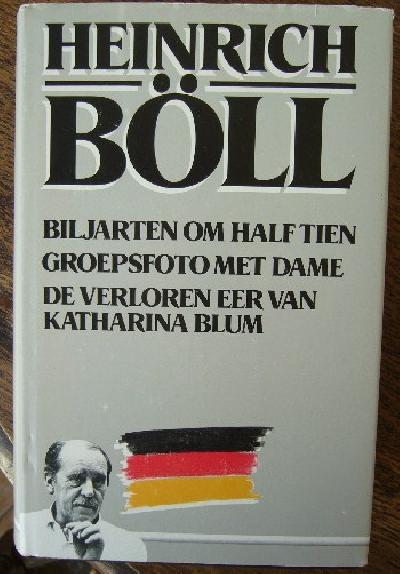 HEINRICH
BÖLL
BILJARTEN OM HALF TIEN
GROEPSFOTO MET DAME
DE VERLOREN EER VAN
KATHARINA BLUM